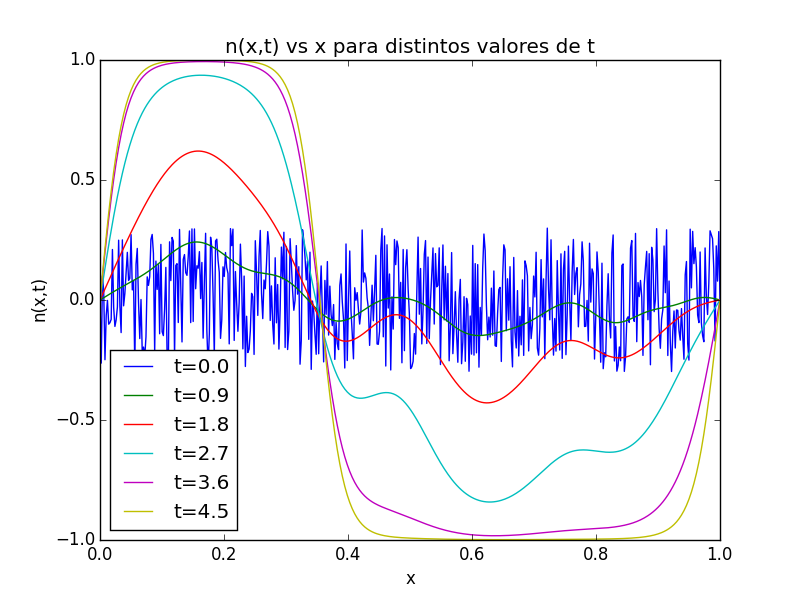 n(x,t) vs x para distintos valores de t
1.0
0.5
0.0
−0.5
−1.0
n(x,t)
t=0.0
t=0.9
t=1.8
t=2.7
t=3.6
t=4.5
0.0 0.2 0.4 0.6 0.8 1.0
x